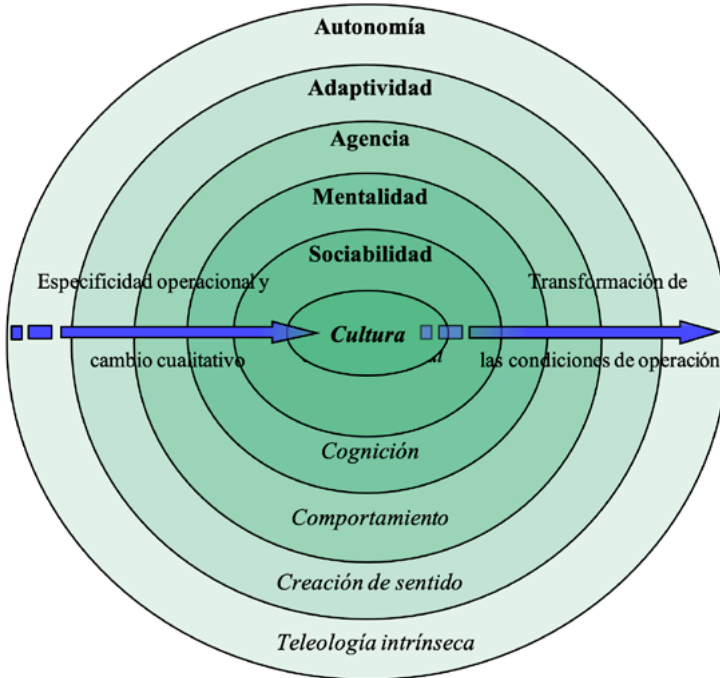 Autonomía
Adaptividad
Agencia
Mentalidad
Sociabilidad
Especificidad operacional y
Transformación de
Cultura
cambio cualitativo
las condiciones de operación
Cognición
Comportamiento
Creación de sentido
Teleología intrínseca